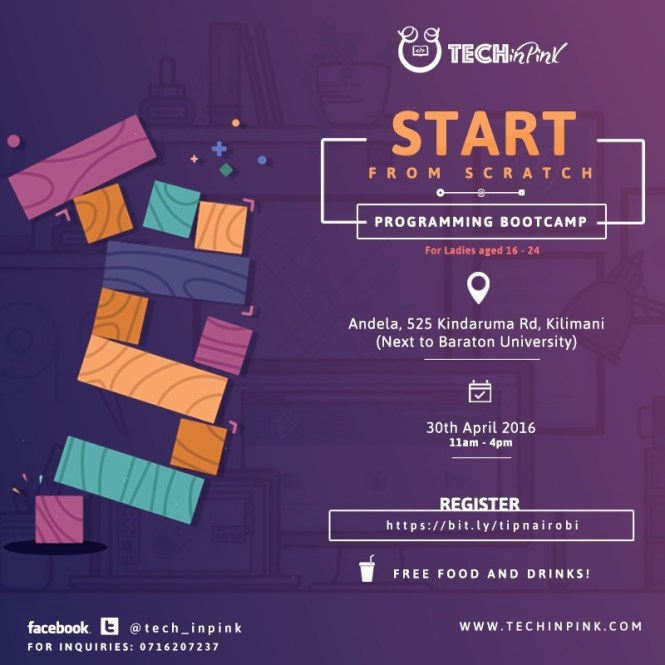 TECHinPink
START
FROM SCRATCH
PROGRAMMING BOOTCAMP
For Ladies aged 16 - 24
Andela, 525 Kindaruma Rd, Kilimani
(Next to Baraton University)
30th April 2016
11am - 4pm
REGISTER
https://bit.ly/tipnairobi
FREE FOOD AND DRINKS!
facebook. t @tech_inpink
FOR INQUIRIES: 0716207237
WWW.TECHINPINK.COM